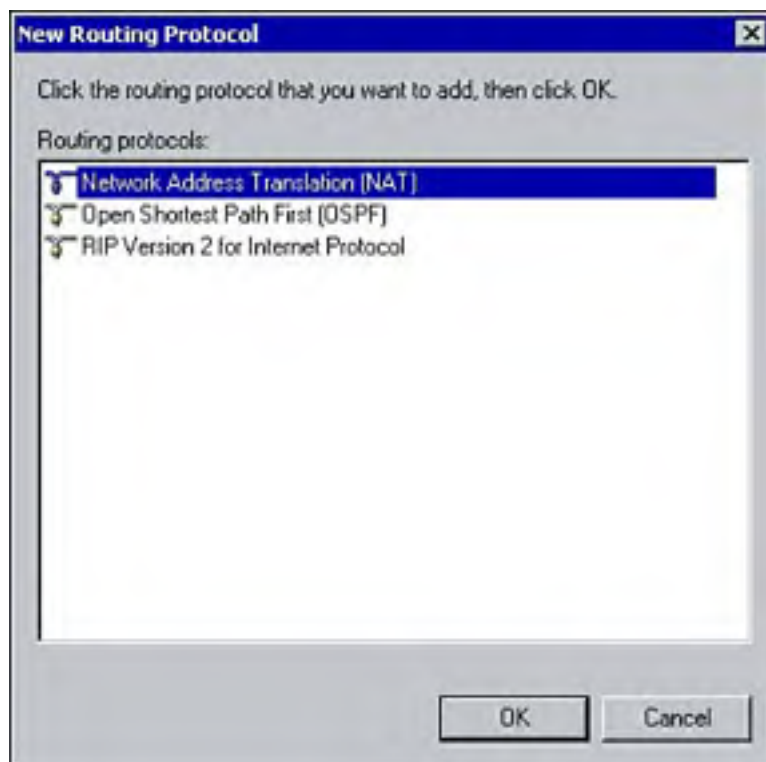 New Routing Protocol
Click the routing protocol that you want to add, then click OK.
Routing protocols:
Network Address Translation (NAT)
Open Shortest Path First (OSPF)
RIP Version 2 for Internet Protocol
OK
Cancel